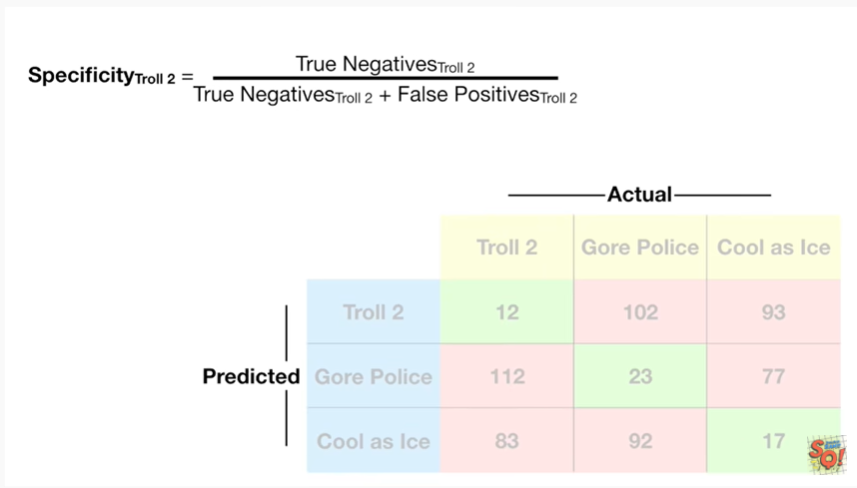 True NegativesTroll 2
SpecificityTroll 2 =
True NegativesTroll 2 + False PositivesTroll 2
Actual
Troll 2 Gore Police Cool as Ice
Troll 2 12 102 93
Predicted Gore Police 112 23 77
Cool as Ice 83 92 17
SQ!